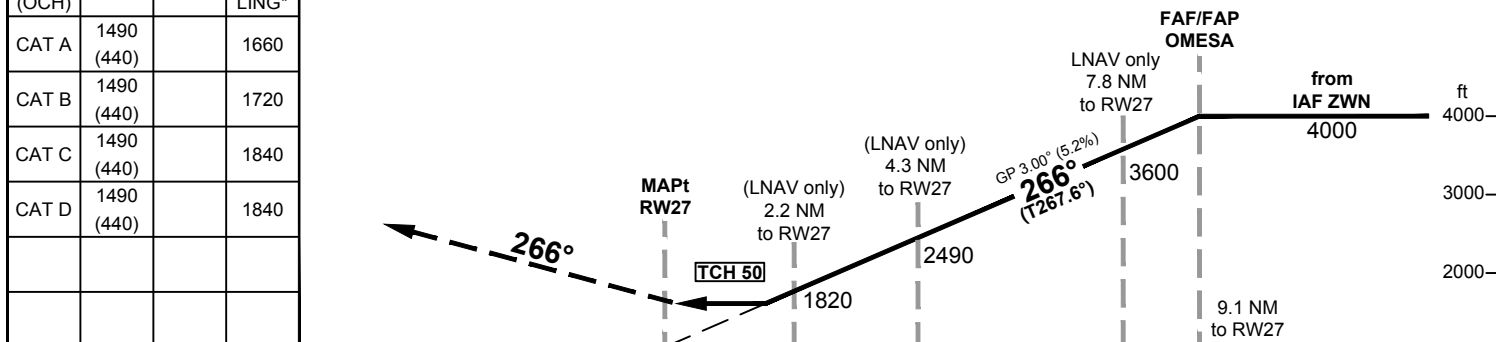 (OCH) LING*
CAT A 1490 (440) 1660
CAT B 1490 (440) 1720
CAT C 1490 (440) 1840
CAT D 1490 (440) 1840
FAF/FAP
OMESA
LNAV only
7.8 NM
to RW27
from
IAF ZWN
4000
ft
4000
3000
2000
(LNAV only)
4.3 NM
to RW27
GP 3.00° (5.2%)
266°
(T267.6°)
3600
MAPt
RW27
(LNAV only)
2.2 NM
to RW27
266°
TCH 50
2490
1820
9.1 NM
to RW27